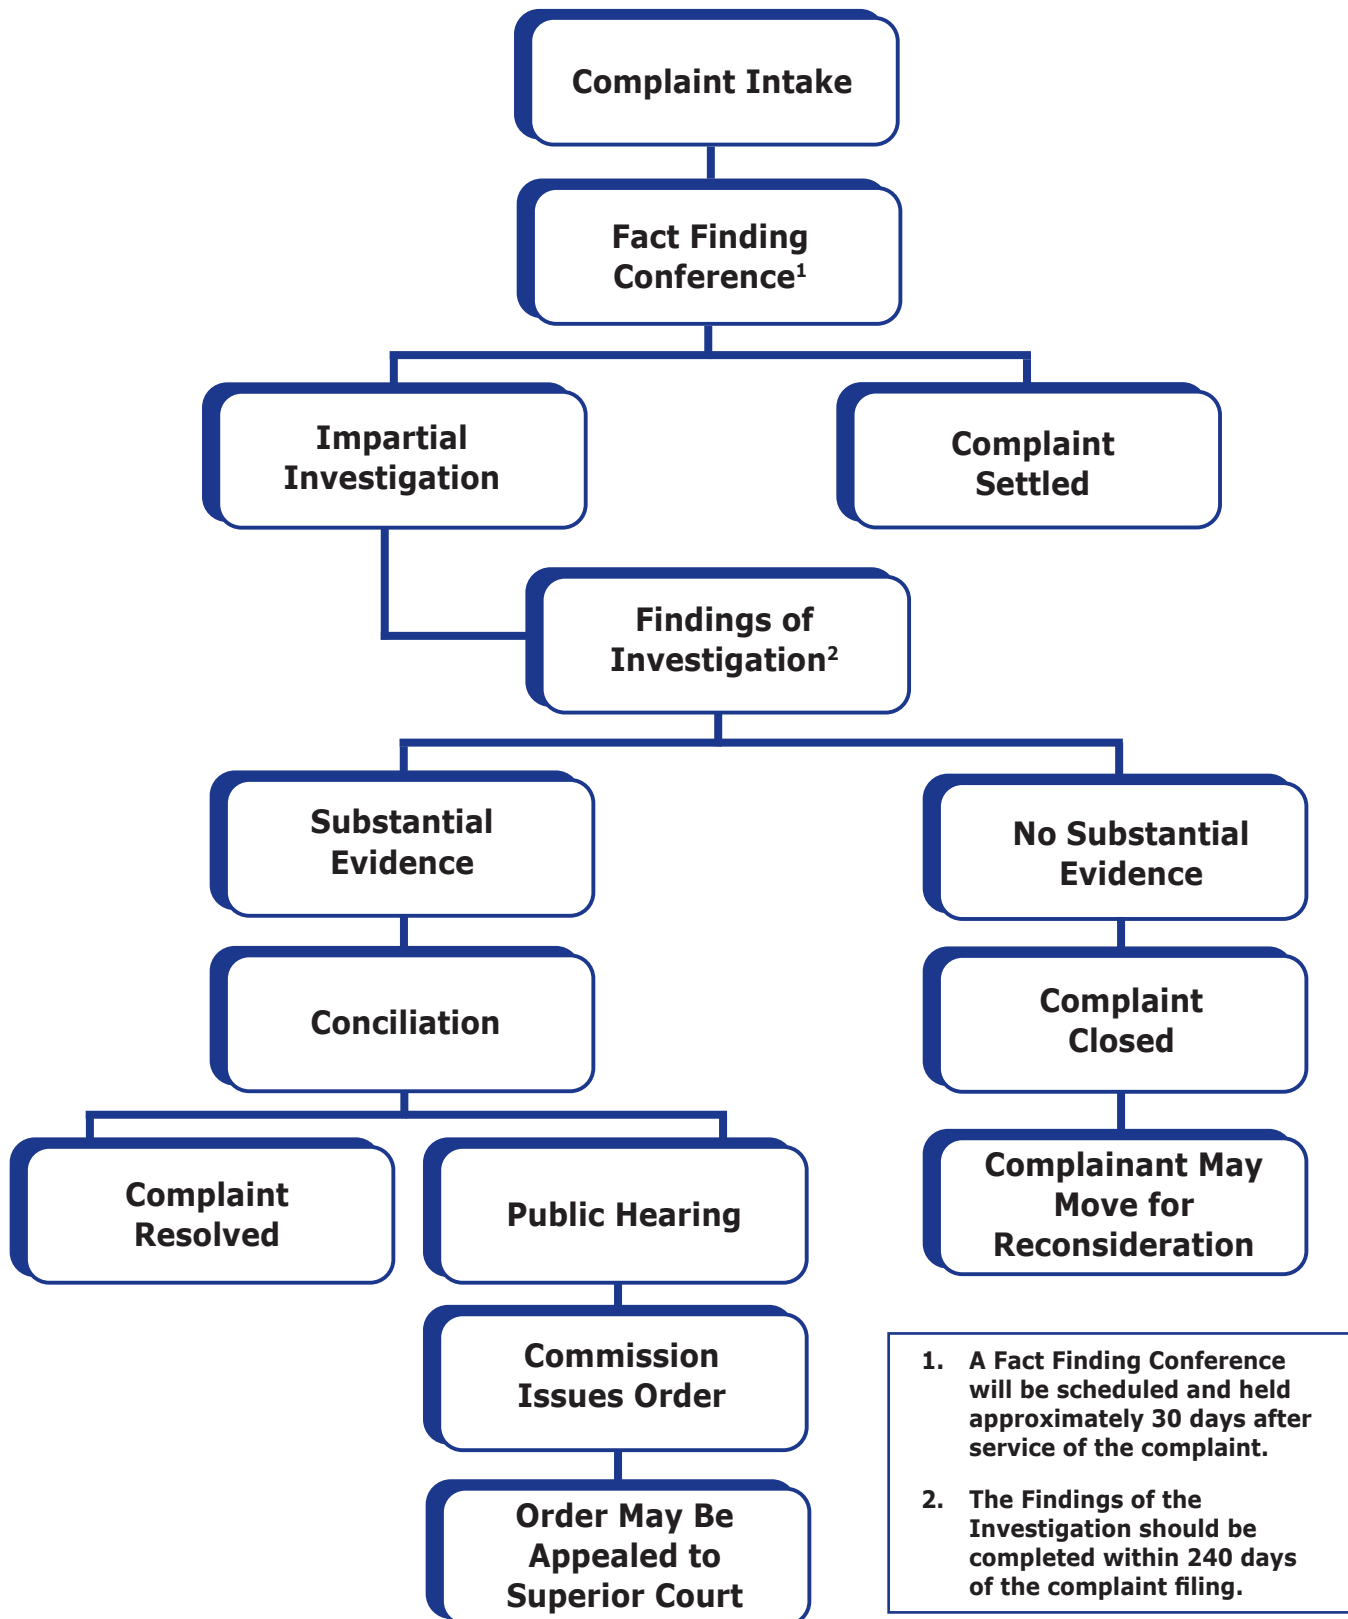 Complaint Intake
Fact Finding
Conference¹
Impartial
Investigation
Complaint
Settled
Findings of
Investigation²
Substantial
Evidence
No Substantial
Evidence
Conciliation
Complaint
Closed
Complaint
Resolved
Public Hearing
Complainant May
Move for
Reconsideration
Commission
Issues Order
Order May Be
Appealed to
Superior Court
1. A Fact Finding Conference
will be scheduled and held
approximately 30 days after
service of the complaint.
2. The Findings of the
Investigation should be
completed within 240 days
of the complaint filing.